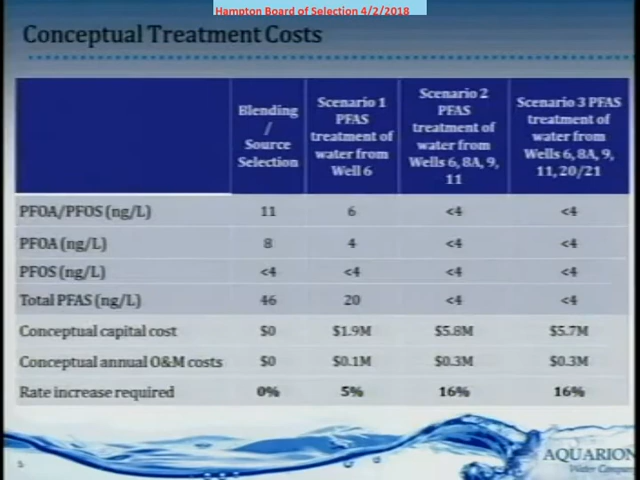 Hampton Board of Selection 4/2/2018
Conceptual Treatment Costs
Blending / Source Selection
Scenario 1 PFAS treatment of water from Well 6
Scenario 2 PFAS treatment of water from Wells 6, 8A, 9, 11
Scenario 3 PFAS treatment of water from Wells 6, 8A, 9, 11, 20/21
PFOA/PFOS (ng/L) 11 6 <4 <4
PFOA (ng/L) 8 4 <4 <4
PFOS (ng/L) <4 <4 <4 <4
Total PFAS (ng/L) 46 20 <4 <4
Conceptual capital cost $0 $1.9M $5.8M $5.7M
Conceptual annual O&M costs $0 $0.1M $0.3M $0.3M
Rate increase required 0% 5% 16% 16%
5
AQUARION
Water Company